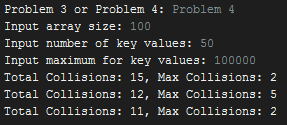 Problem 3 or Problem 4: Problem 4
Input array size: 100
Input number of key values: 50
Input maximum for key values: 100000
Total Collisions: 15, Max Collisions: 2
Total Collisions: 12, Max Collisions: 5
Total Collisions: 11, Max Collisions: 2